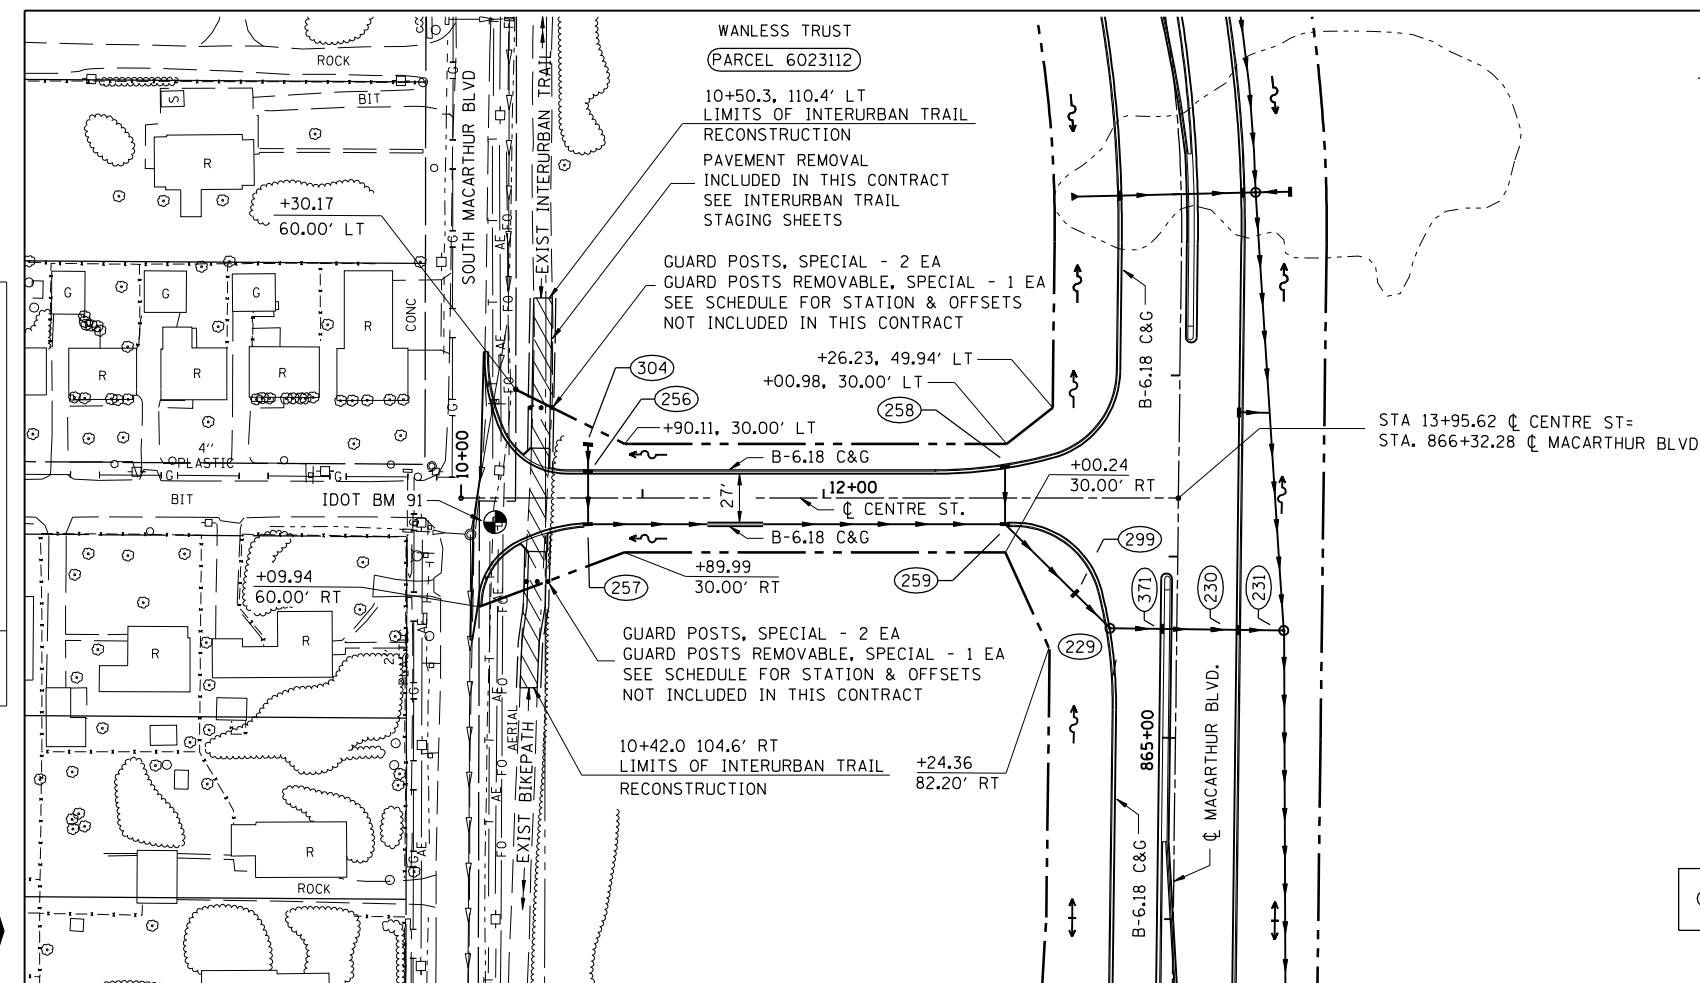 WANLESS TRUST
PARCEL 6023112
10+50.3, 110.4' LT
LIMITS OF INTERURBAN TRAIL
RECONSTRUCTION
PAVEMENT REMOVAL
INCLUDED IN THIS CONTRACT
SEE INTERURBAN TRAIL
STAGING SHEETS
GUARD POSTS, SPECIAL - 2 EA
GUARD POSTS REMOVABLE, SPECIAL - 1 EA
SEE SCHEDULE FOR STATION & OFFSETS
NOT INCLUDED IN THIS CONTRACT
ROCK
BIT
S
R
+30.17
60.00' LT
SOUTH MACARTHUR BLVD
EXIST INTERURBAN TRAIL
G
G
G
R
CONC
R
R
R
304
256
258
+26.23, 49.94' LT
+00.98, 30.00' LT
+90.11, 30.00' LT
B-6.18 C&G
B-6.18 C&G
STA 13+95.62 ℄ CENTRE ST=
STA. 866+32.28 ℄ MACARTHUR BLVD
4"
PLASTIC
BIT
10+00
IDOT BM 91
27'
12+00
℄ CENTRE ST.
B-6.18 C&G
+00.24
30.00' RT
+09.94
60.00' RT
257
+89.99
30.00' RT
259
299
371
230
231
229
R
R
GUARD POSTS, SPECIAL - 2 EA
GUARD POSTS REMOVABLE, SPECIAL - 1 EA
SEE SCHEDULE FOR STATION & OFFSETS
NOT INCLUDED IN THIS CONTRACT
10+42.0 104.6' RT
LIMITS OF INTERURBAN TRAIL
RECONSTRUCTION
+24.36
82.20' RT
AERIAL
EXIST BIKEPATH
865+00
℄ MACARTHUR BLVD.
B-6.18 C&G
R
ROCK